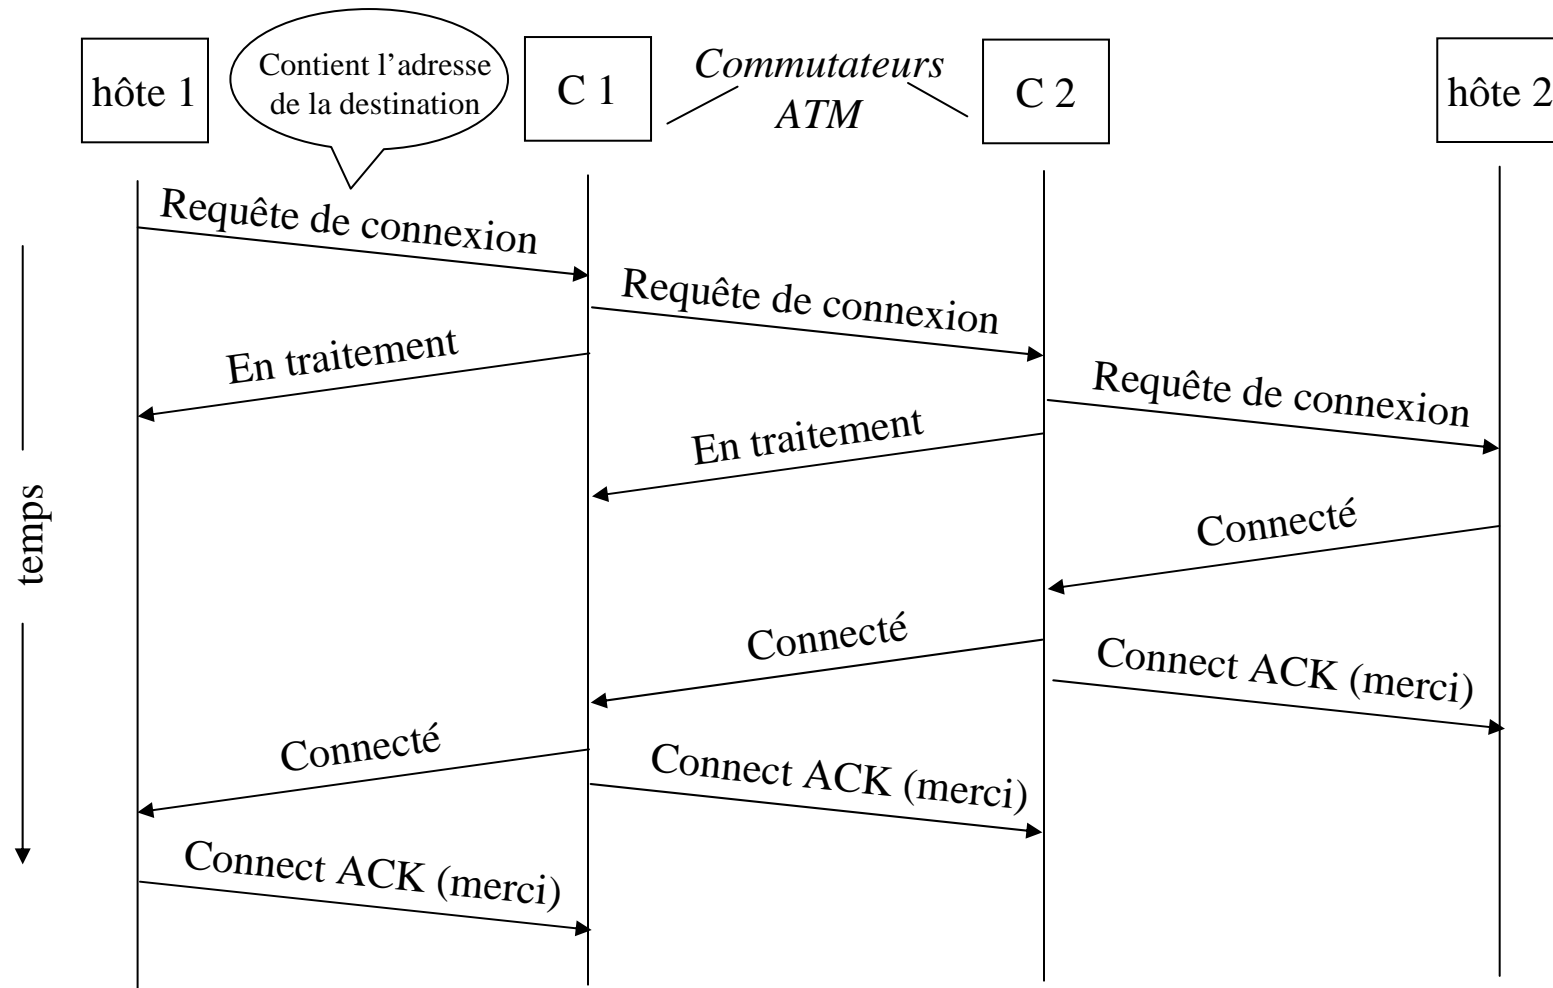 hôte 1
Contient l’adresse
de la destination
C 1
Commutateurs
ATM
C 2
hôte 2
Requête de connexion
Requête de connexion
En traitement
Requête de connexion
En traitement
temps
Connecté
Connecté
Connect ACK (merci)
Connecté
Connect ACK (merci)
Connect ACK (merci)